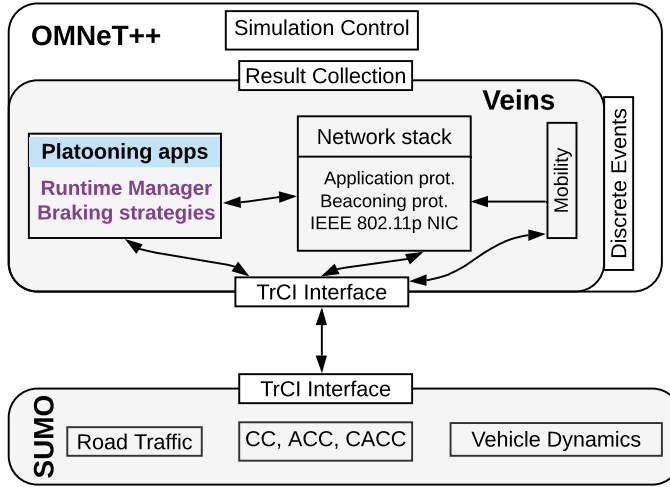 OMNeT++
Simulation Control
Result Collection
Veins
Platooning apps
Runtime Manager
Braking strategies
Network stack
Application prot.
Beaconing prot.
IEEE 802.11p NIC
Mobility
Discrete Events
TrCI Interface
TrCI Interface
SUMO
Road Traffic
CC, ACC, CACC
Vehicle Dynamics